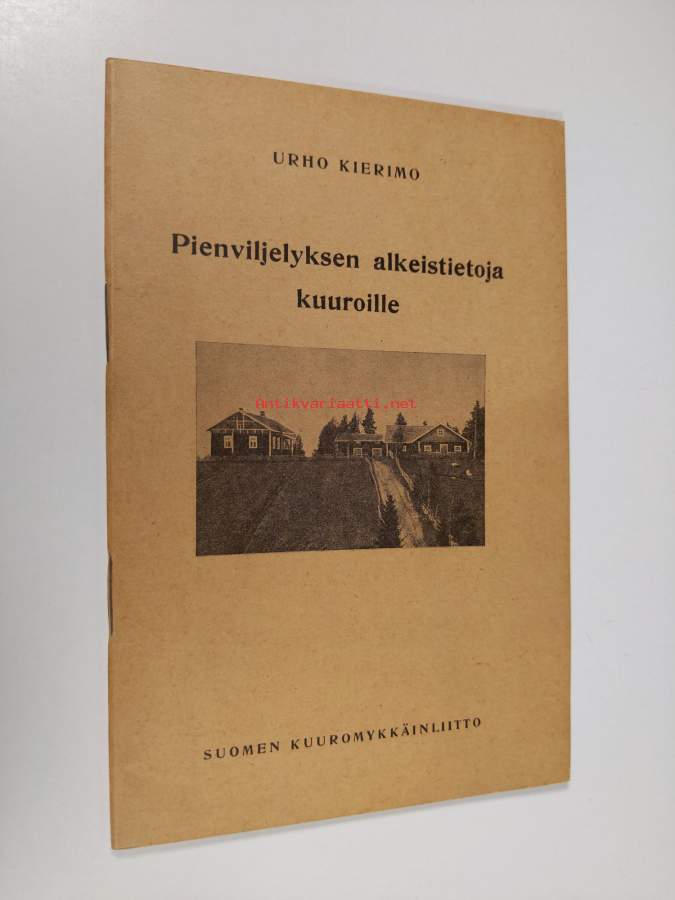 URHO KIERIMO
Pienviljelyksen alkeistietoja
kuuroille
Antikvariaatti.net
SUOMEN KUUROMYKKÄINLIITTO